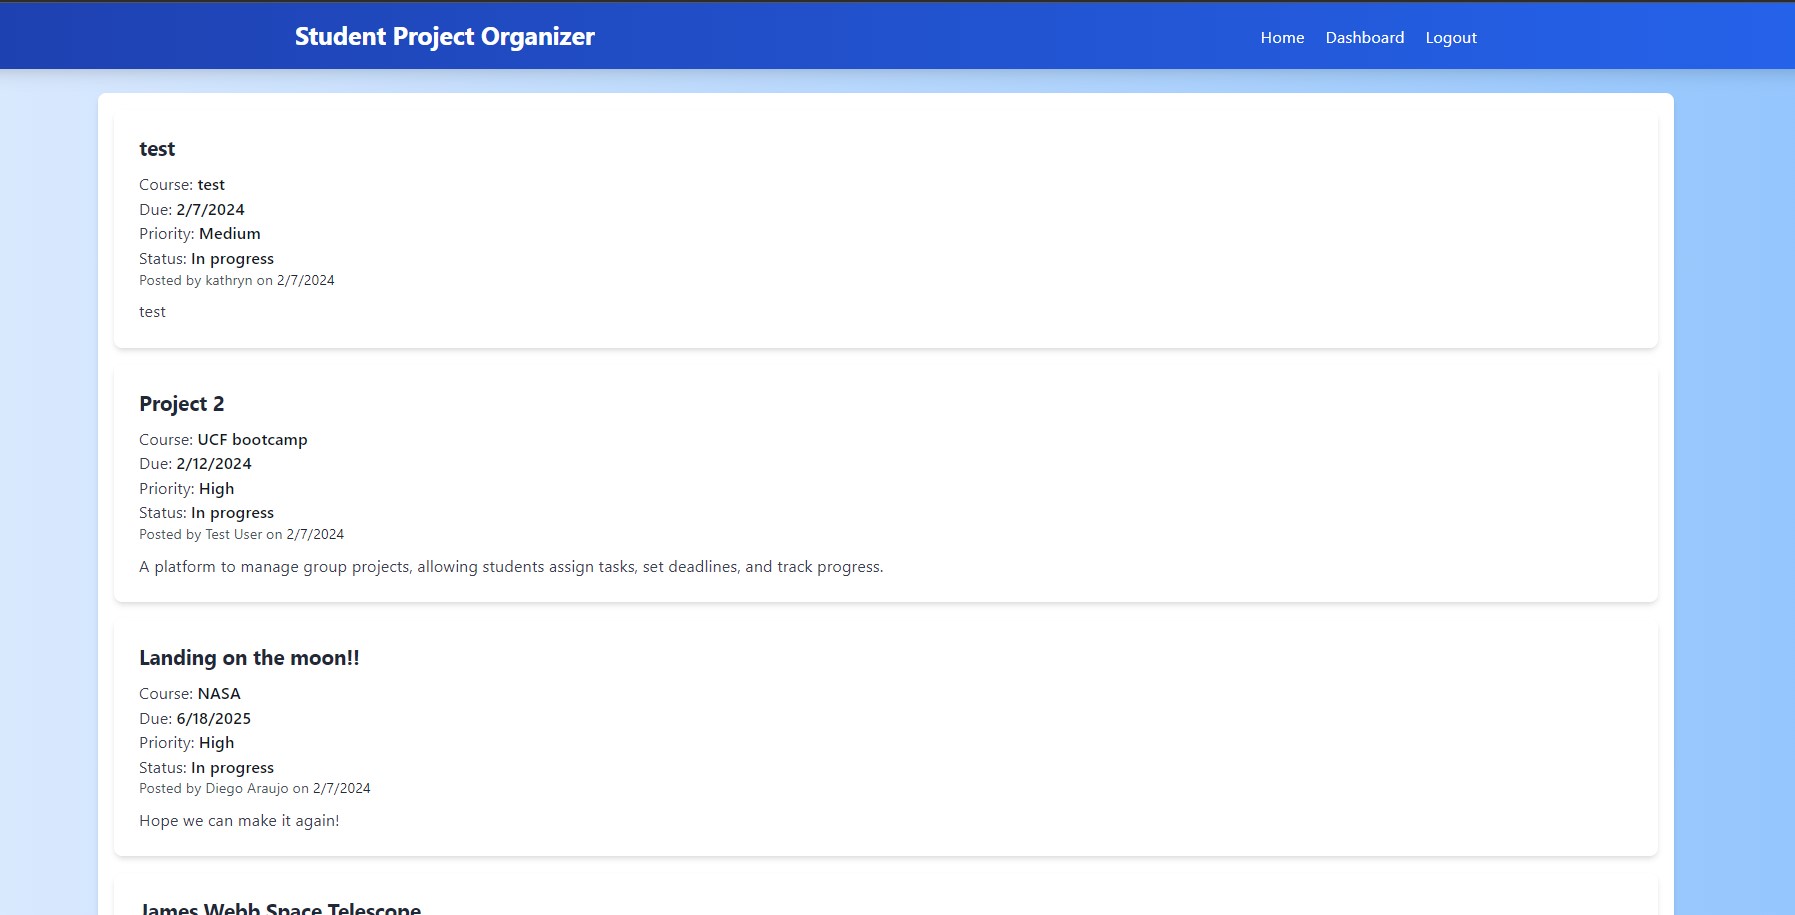 Student Project Organizer
Home Dashboard Logout
test
Course: test
Due: 2/7/2024
Priority: Medium
Status: In progress
Posted by kathryn on 2/7/2024
test
Project 2
Course: UCF bootcamp
Due: 2/12/2024
Priority: High
Status: In progress
Posted by Test User on 2/7/2024
A platform to manage group projects, allowing students assign tasks, set deadlines, and track progress.
Landing on the moon!!
Course: NASA
Due: 6/18/2025
Priority: High
Status: In progress
Posted by Diego Araujo on 2/7/2024
Hope we can make it again!
James Webb Space Telescope